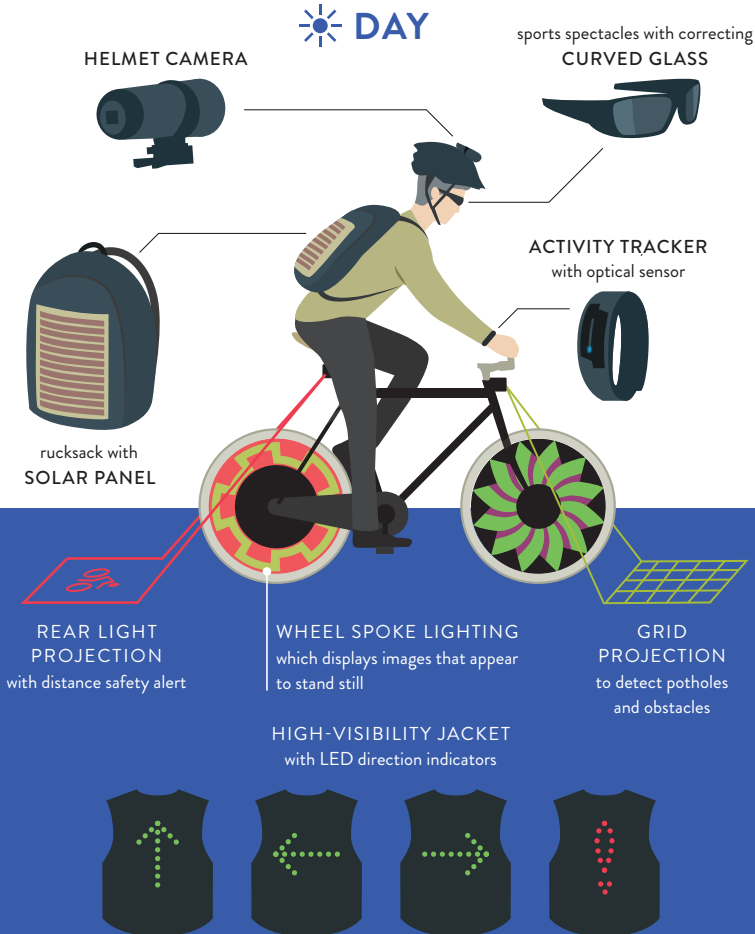 DAY
HELMET CAMERA
sports spectacles with correcting
CURVED GLASS
ACTIVITY TRACKER
with optical sensor
rucksack with
SOLAR PANEL
REAR LIGHT
PROJECTION
with distance safety alert
WHEEL SPOKE LIGHTING
which displays images that appear
to stand still
GRID
PROJECTION
to detect potholes
and obstacles
HIGH-VISIBILITY JACKET
with LED direction indicators